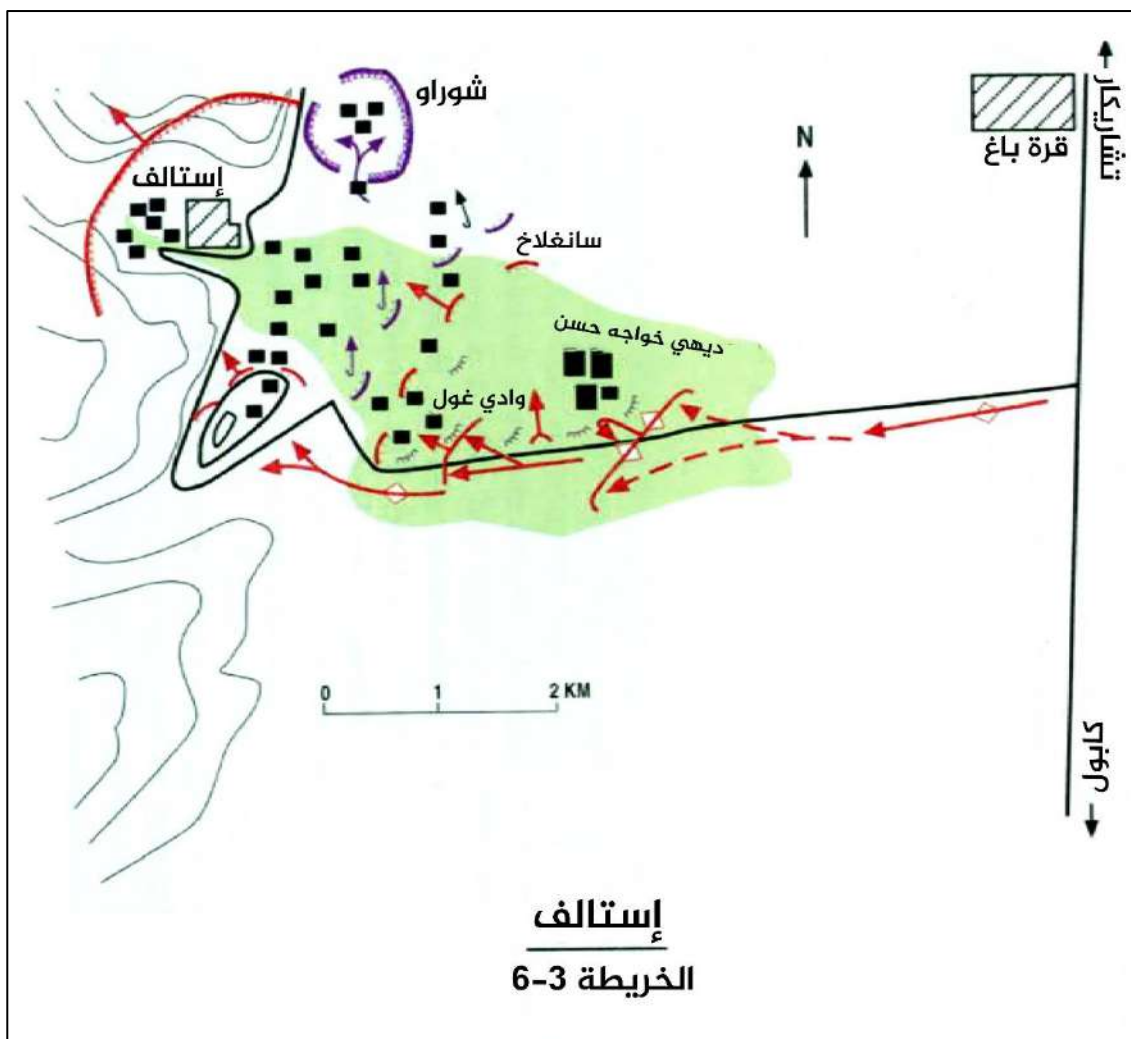 شوراو
تشاريكار
قرة باغ
N
إستالف
سانغلاخ
ديهي خواجه حسن
وادي غول
0 1 2 KM
كابول
إستالف
الخريطة 3-6